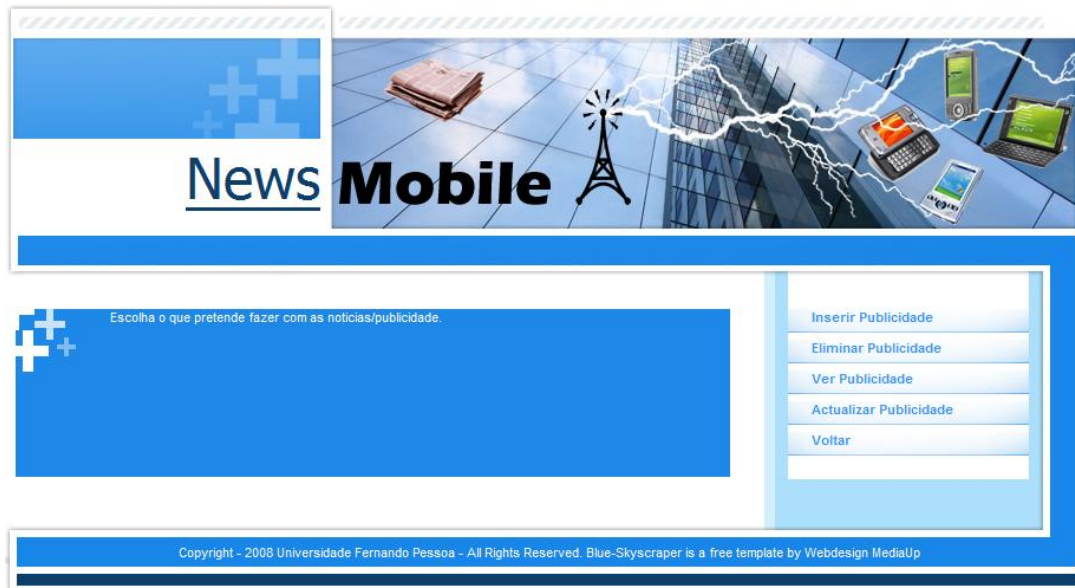 News Mobile
Escolha o que pretende fazer com as noticias/publicidade.
Inserir Publicidade
Eliminar Publicidade
Ver Publicidade
Actualizar Publicidade
Voltar
Copyright - 2008 Universidade Fernando Pessoa - All Rights Reserved. Blue-Skyscraper is a free template by Webdesign MediaUp